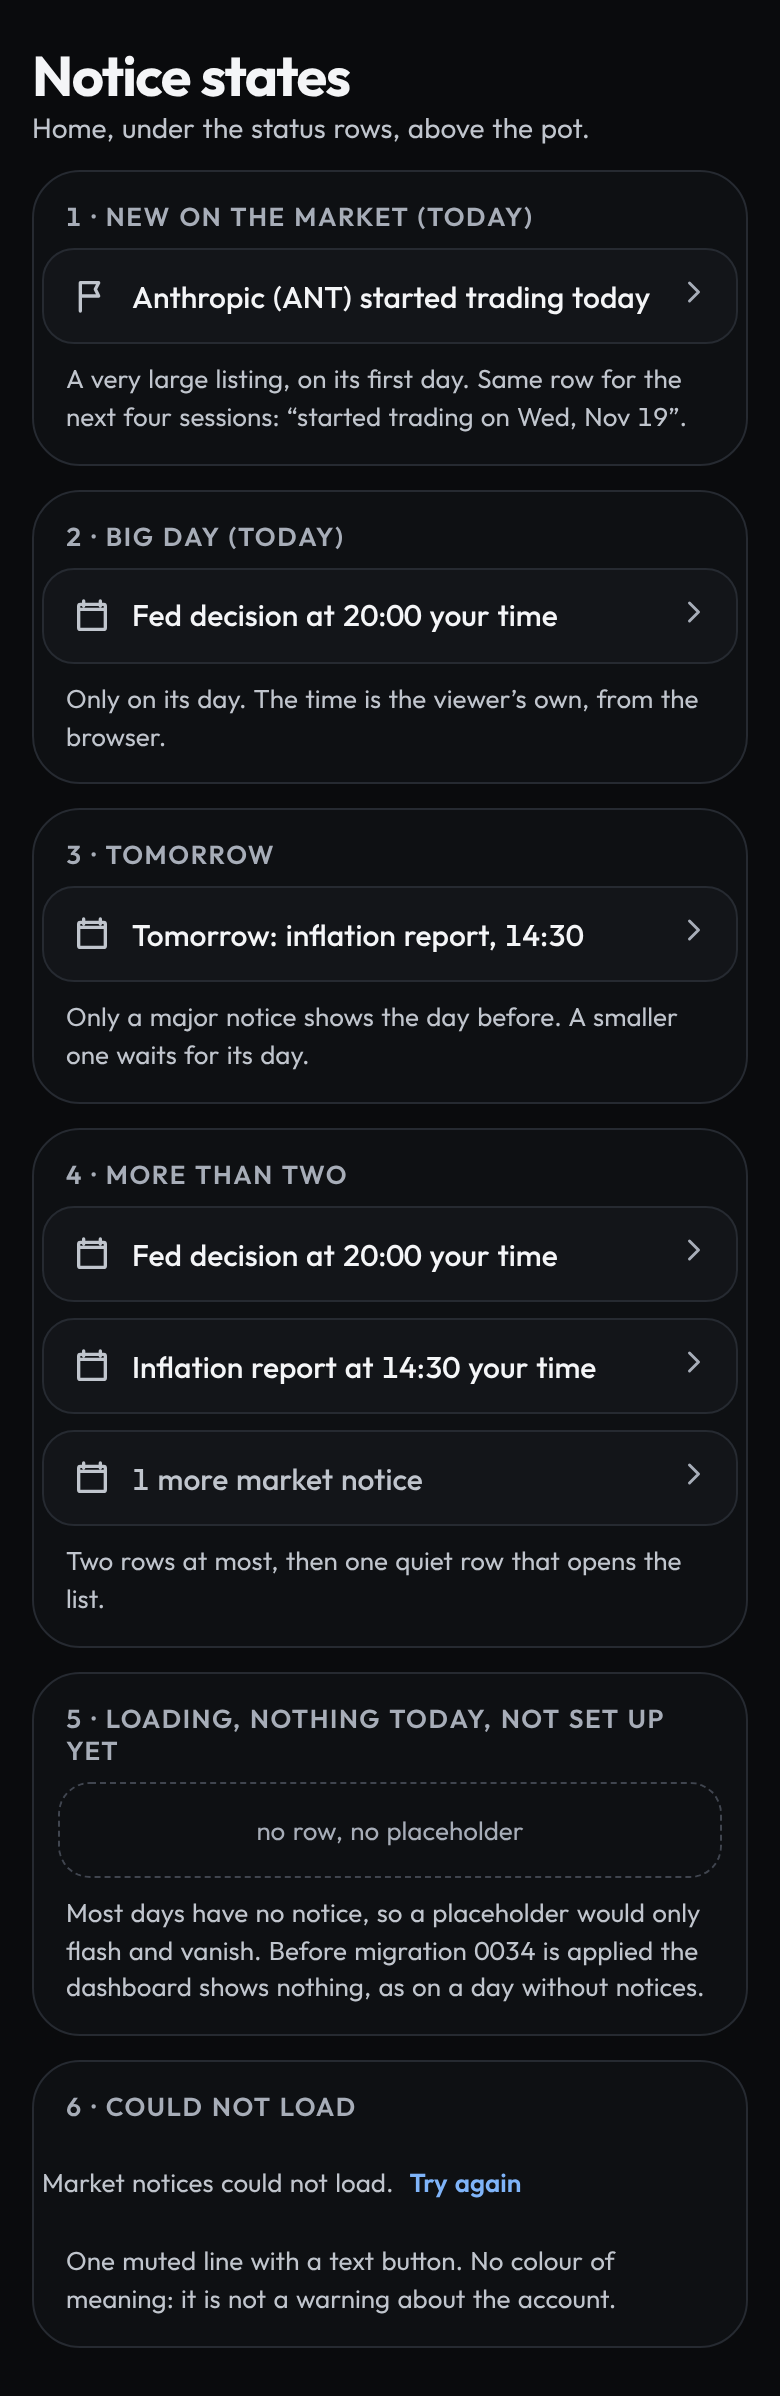 Notice states
Home, under the status rows, above the pot.
1 · NEW ON THE MARKET (TODAY)
Anthropic (ANT) started trading today
A very large listing, on its first day. Same row for the
next four sessions: “started trading on Wed, Nov 19”.
2 · BIG DAY (TODAY)
Fed decision at 20:00 your time
Only on its day. The time is the viewer’s own, from the
browser.
3 · TOMORROW
Tomorrow: inflation report, 14:30
Only a major notice shows the day before. A smaller
one waits for its day.
4 · MORE THAN TWO
Fed decision at 20:00 your time
Inflation report at 14:30 your time
1 more market notice
Two rows at most, then one quiet row that opens the
list.
5 · LOADING, NOTHING TODAY, NOT SET UP
YET
no row, no placeholder
Most days have no notice, so a placeholder would only
flash and vanish. Before migration 0034 is applied the
dashboard shows nothing, as on a day without notices.
6 · COULD NOT LOAD
Market notices could not load. Try again
One muted line with a text button. No colour of
meaning: it is not a warning about the account.